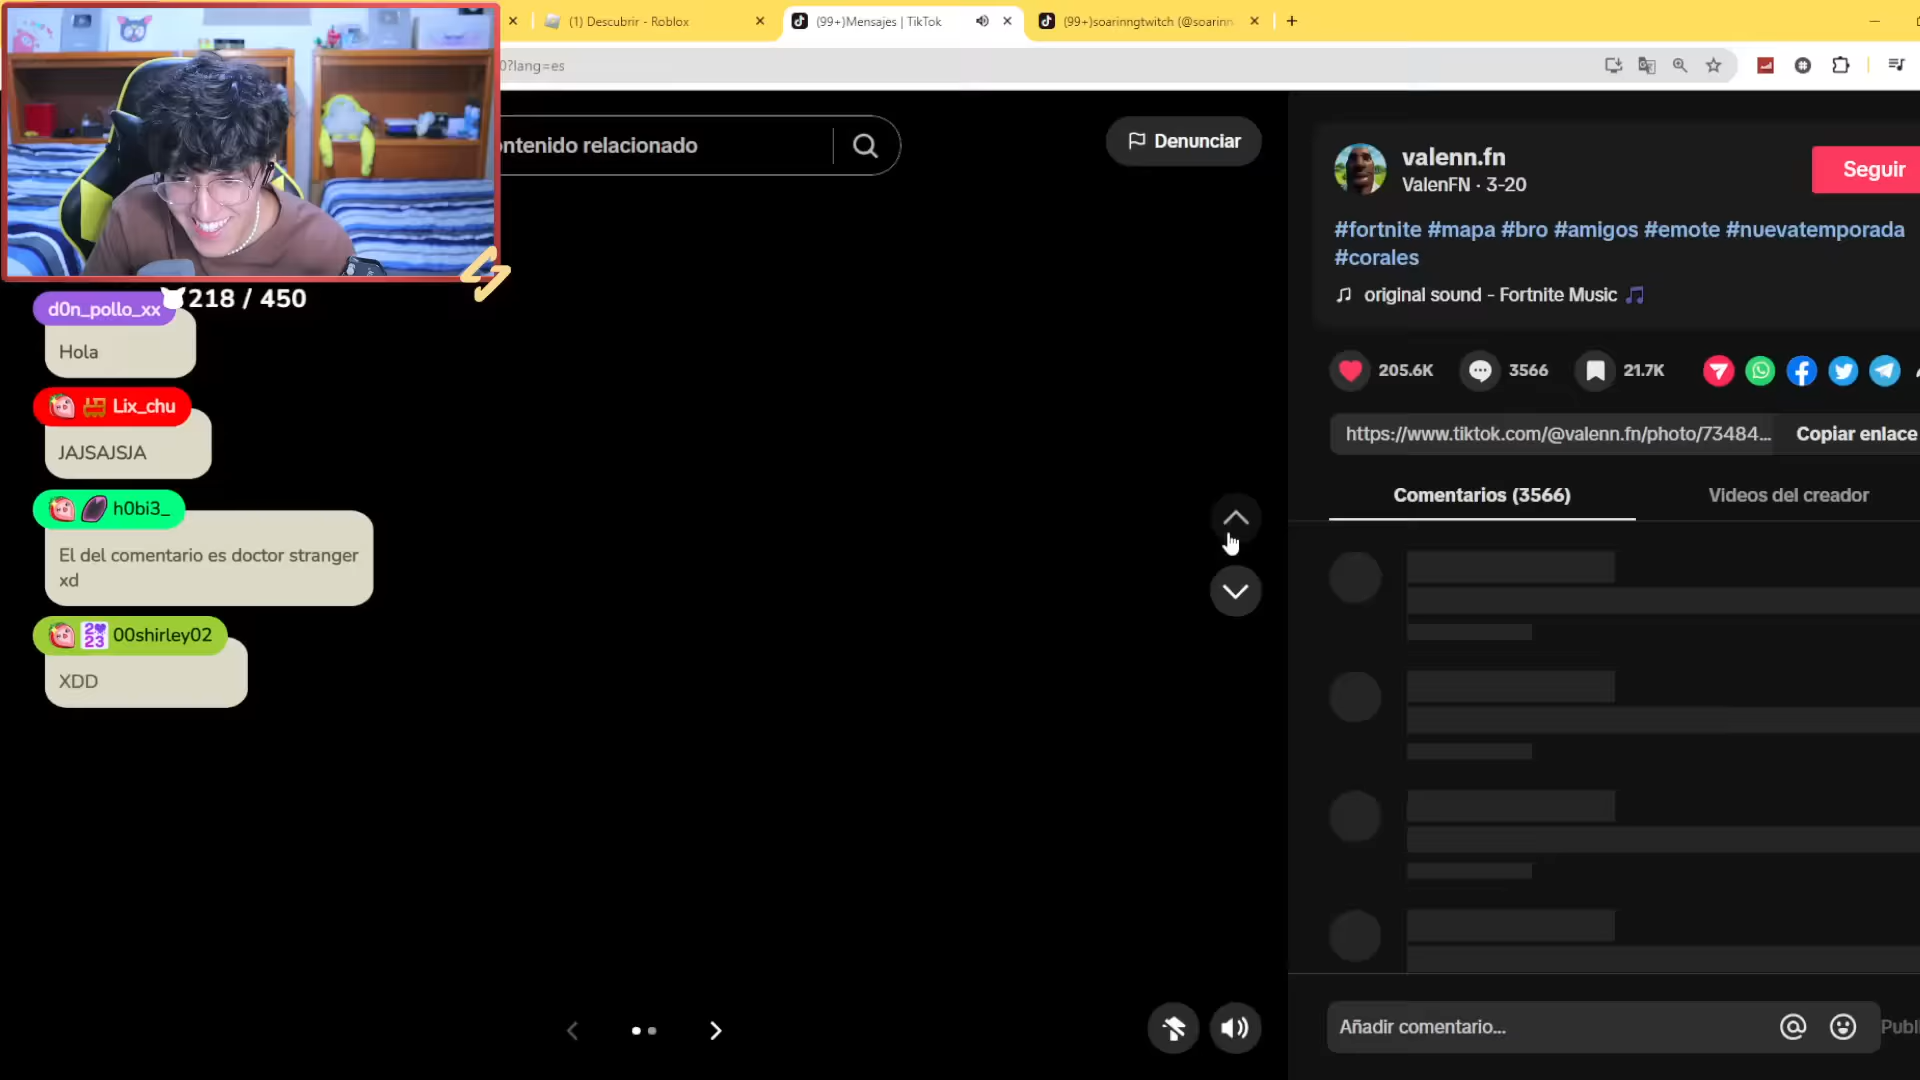 (1) Descubrir - Roblox
(99+)Mensajes | TikTok
(99+)soarinngtwitch (@soarinn
0?lang=es
ntenido relacionado
Denunciar
valenn.fn
ValenFN · 3-20
Seguir
#fortnite #mapa #bro #amigos #emote #nuevatemporada
#corales
original sound - Fortnite Music
205.6K
3566
21.7K
https://www.tiktok.com/@valenn.fn/photo/73484...
Copiar enlace
Comentarios (3566)
Videos del creador
218 / 450
d0n_pollo_xx
Hola
Lix_chu
JAJSAJSJA
h0bi3_
El del comentario es doctor stranger
xd
2023
00shirley02
XDD
Añadir comentario...
Publi